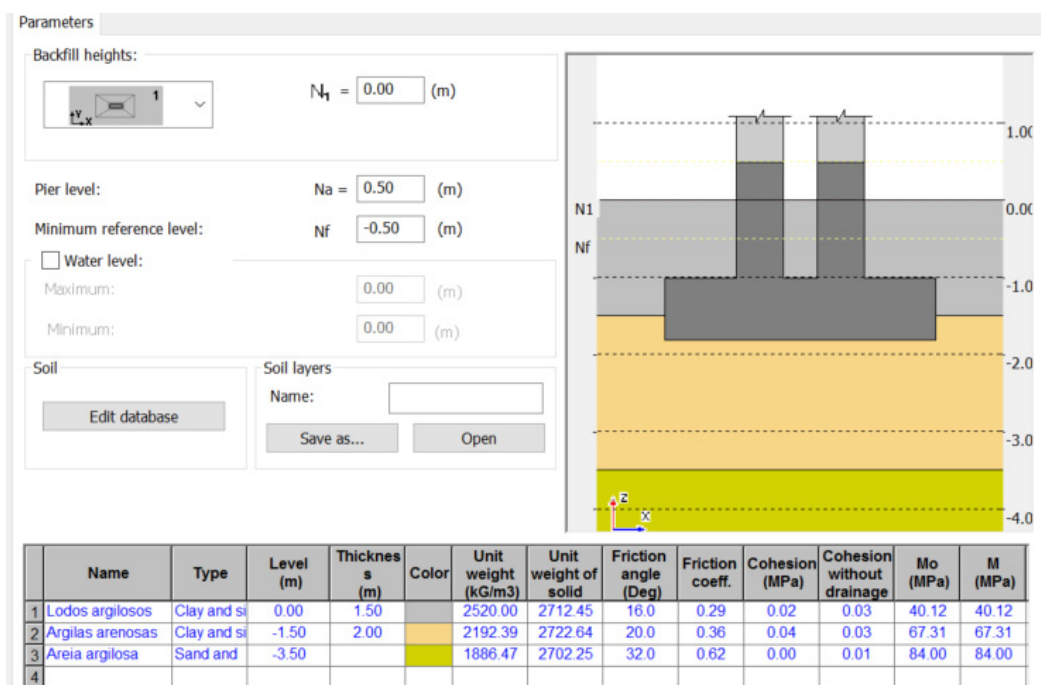 Parameters
Backfill heights:
1
Y
X
N1 = 0.00 (m)
Pier level: Na = 0.50 (m)
Minimum reference level: Nf -0.50 (m)
Water level:
Maximum: 0.00 (m)
Minimum: 0.00 (m)
Soil
Edit database
Soil layers
Name:
Save as... Open
1.00
N1 0.00
Nf
-1.0
-2.0
-3.0
-4.0
z
x
Name Type Level (m) Thicknes s (m) Color Unit weight (kG/m3) Unit weight of solid Friction angle (Deg) Friction coeff. Cohesion (MPa) Cohesion without drainage Mo (MPa) M (MPa)
1 Lodos argilosos Clay and si 0.00 1.50 2520.00 2712.45 16.0 0.29 0.02 0.03 40.12 40.12
2 Argilas arenosas Clay and si -1.50 2.00 2192.39 2722.64 20.0 0.36 0.04 0.03 67.31 67.31
3 Areia argilosa Sand and -3.50 1886.47 2702.25 32.0 0.62 0.00 0.01 84.00 84.00
4